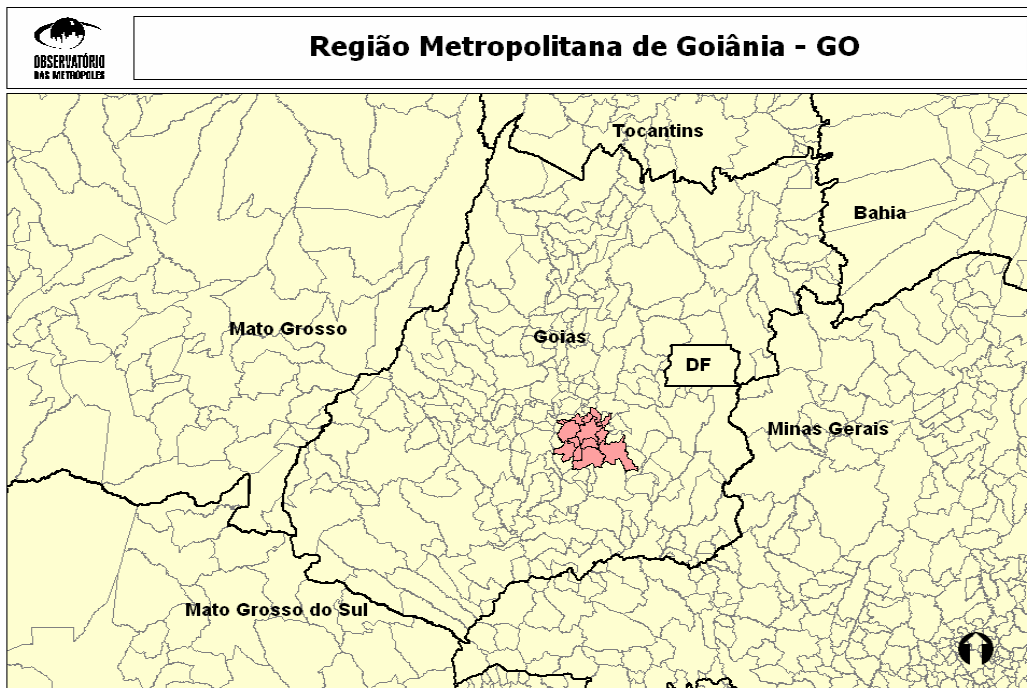 OBSERVATÓRIO
DAS METRÓPOLES
Região Metropolitana de Goiânia - GO
Tocantins
Bahia
Mato Grosso
Goias
DF
Minas Gerais
Mato Grosso do Sul